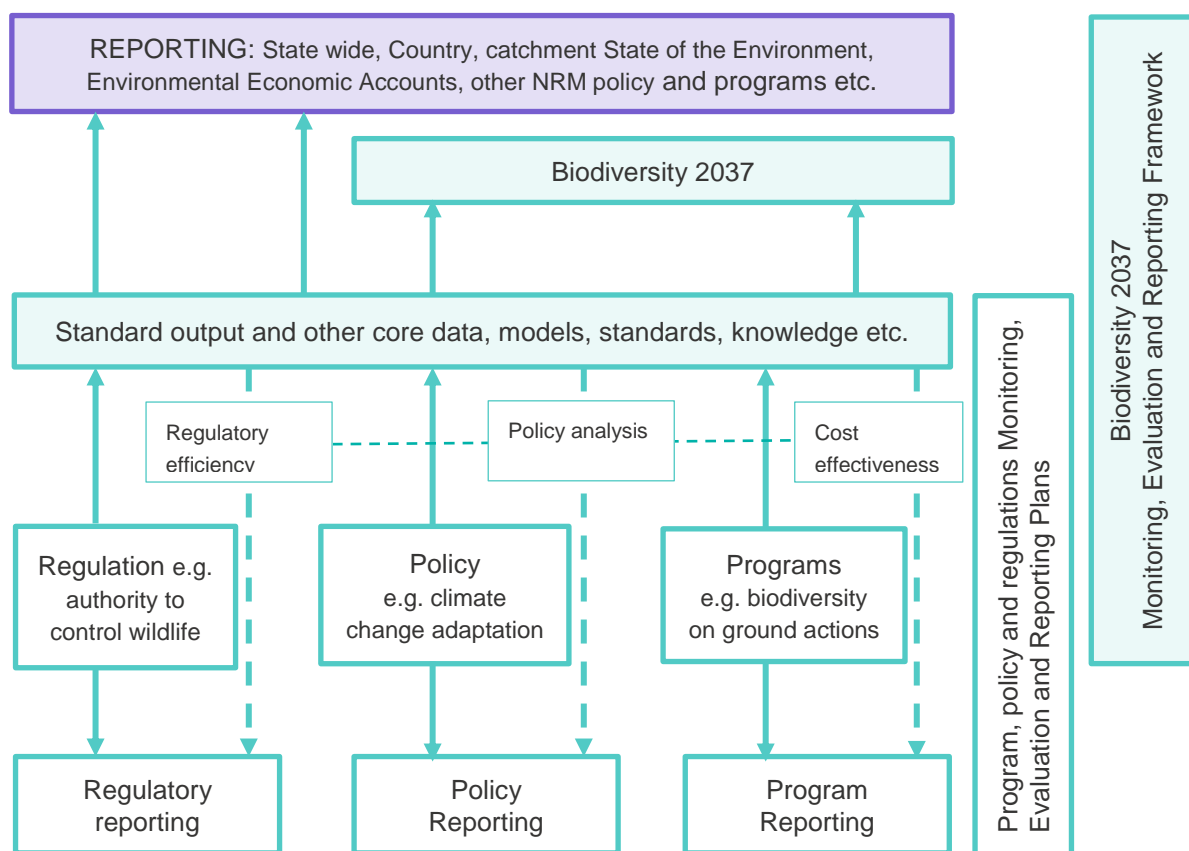 REPORTING: State wide, Country, catchment State of the Environment,
Environmental Economic Accounts, other NRM policy and programs etc.
Biodiversity 2037
Standard output and other core data, models, standards, knowledge etc.
Regulatory
efficiency
Policy analysis
Cost
effectiveness
Regulation e.g.
authority to
control wildlife
Policy
e.g. climate
change adaptation
Programs
e.g. biodiversity
on ground actions
Regulatory
reporting
Policy
Reporting
Program
Reporting
Program, policy and regulations Monitoring,
Evaluation and Reporting Plans
Biodiversity 2037
Monitoring, Evaluation and Reporting Framework